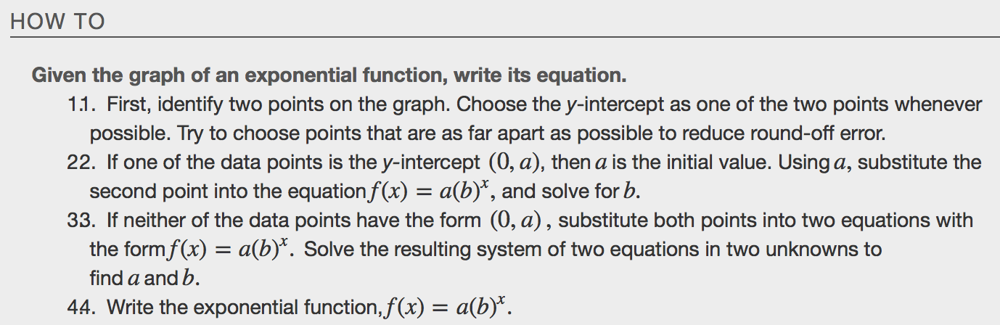 HOW TO
Given the graph of an exponential function, write its equation.
1.1. First, identify two points on the graph. Choose the y-intercept as one of the two points whenever
possible. Try to choose points that are as far apart as possible to reduce round-off error.
22. If one of the data points is the y-intercept (0, a), then a is the initial value. Using a, substitute the
second point into the equation f(x) = a(b)ˣ, and solve for b.
33. If neither of the data points have the form (0, a), substitute both points into two equations with
the form f(x) = a(b)ˣ. Solve the resulting system of two equations in two unknowns to
find a and b.
44. Write the exponential function, f(x) = a(b)ˣ.